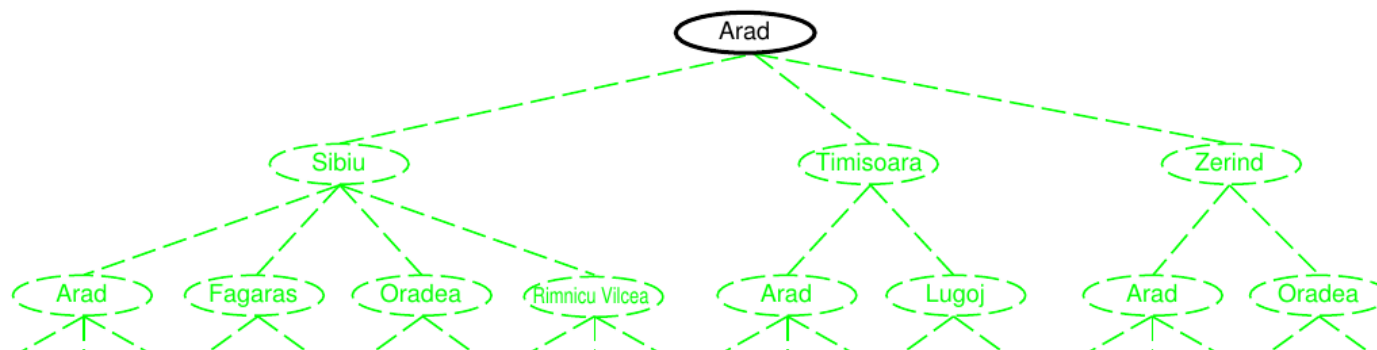 Arad
Sibiu
Timisoara
Zerind
Arad
Fagaras
Oradea
Rimnicu Vilcea
Arad
Lugoj
Arad
Oradea